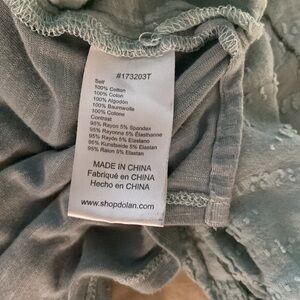 #173203T
Self
100% Cotton
100% Coton
100% Algodón
100% Baumwolle
100% Cotone
Contrast
95% Rayon 5% Spandex
95% Rayonne 5% Élasthanne
95% Rayón 5% Elastano
95% Kunstseide 5% Elastan
95% Raion 5% Elastan
MADE IN CHINA
Fabriqué en CHINA
Hecho en CHINA
www.shopdolan.com